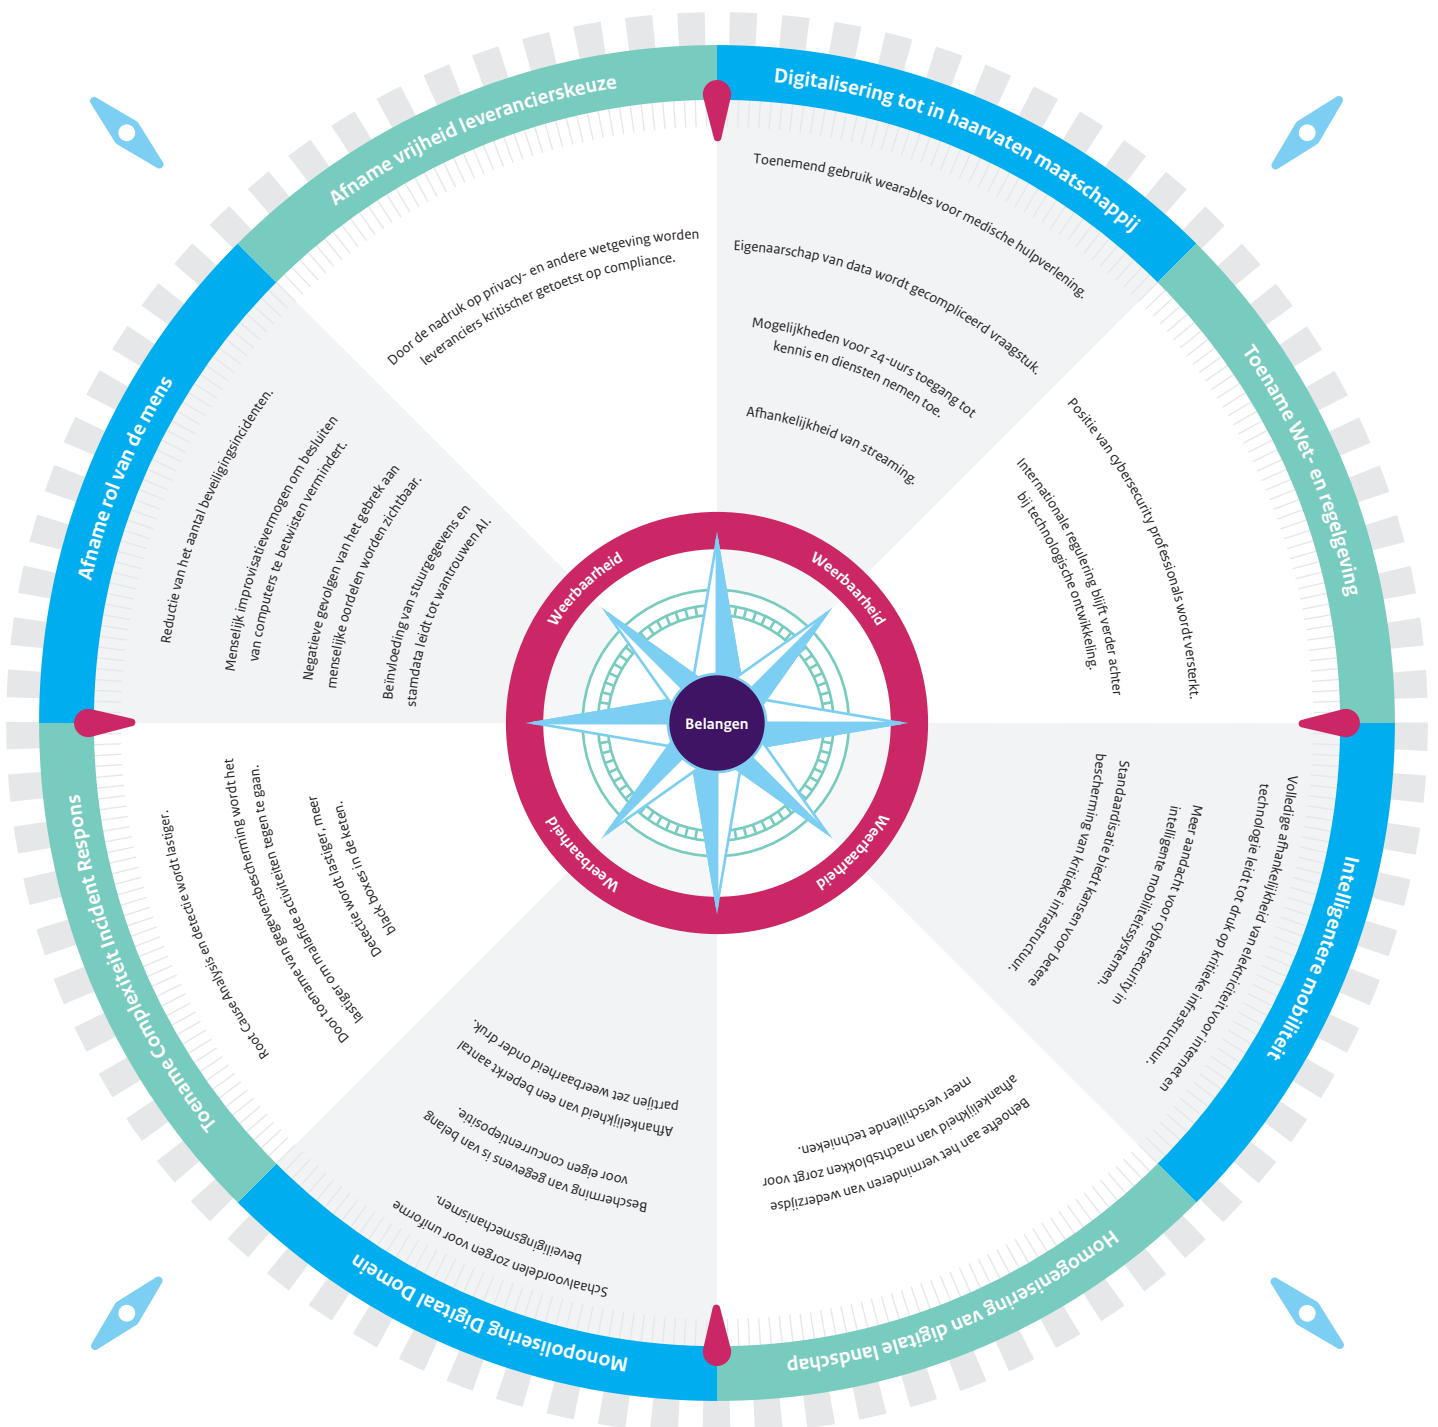 Digitalisering tot in haarvaten maatschappij
Toenemend gebruik wearables voor medische hulpverlening.
Eigenaarschap van data wordt gecompliceerd vraagstuk.
Mogelijkheden voor 24-uurs toegang tot
kennis en diensten nemen toe.
Afhankelijkheid van streaming.
Toename Wet- en regelgeving
Positie van cybersecurity professionals wordt versterkt.
Internationale regulering blijft verder achter
bij technologische ontwikkeling.
Intelligentere mobiliteit
Volledige afhankelijkheid van elektriciteit voor internet en
technologie leidt tot druk op kritieke infrastructuur.
Meer aandacht voor cybersecurity in
intelligente mobiliteitssystemen.
Standaardisatie biedt kansen voor betere
bescherming van kritieke infrastructuur.
Homogenisering van digitale landschap
Behoefte aan het verminderen van wederzijdse
afhankelijkheid van machtsblokken zorgt voor
meer verschillende technieken.
Monopolisering Digitaal Domein
Schaalvoordelen zorgen voor uniforme
beveiligingsmechanismen.
Bescherming van gegevens is van belang
voor eigen concurrentiepositie.
Afhankelijkheid van een beperkt aantal
partijen zet weerbaarheid onder druk.
Toename Complexiteit Incident Respons
Root Cause Analysis en detectie wordt lastiger.
Door toename van gegevensbescherming wordt het
lastiger om malafide activiteiten tegen te gaan.
Detectie wordt lastiger, meer
black boxes in de keten.
Afname rol van de mens
Reductie van het aantal beveiligingsincidenten.
Menselijk improvisatievermogen om besluiten
van computers te betwisten vermindert.
Negatieve gevolgen van het gebrek aan
menselijke oordelen worden zichtbaar.
Beïnvloeding van stuurgegevens en
stamdata leidt tot wantrouwen AI.
Afname vrijheid leverancierskeuze
Door de nadruk op privacy- en andere wetgeving worden
leveranciers kritischer getoetst op compliance.
Weerbaarheid
Weerbaarheid
Weerbaarheid
Weerbaarheid
Belangen